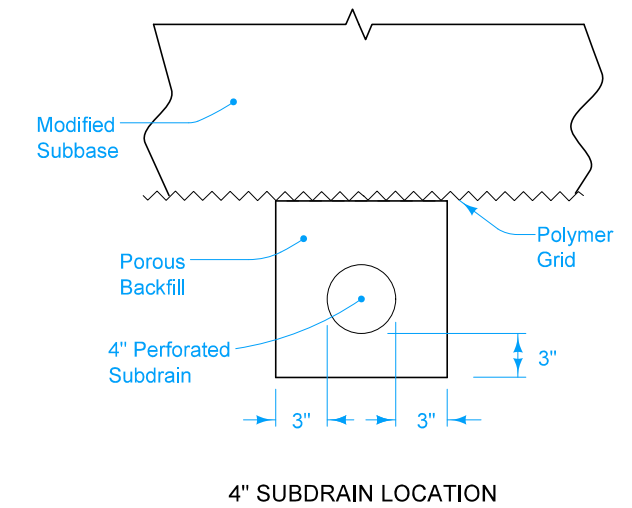 Modified
Subbase
Polymer
Grid
Porous
Backfill
4" Perforated
Subdrain
3"
3"
3"
4" SUBDRAIN LOCATION